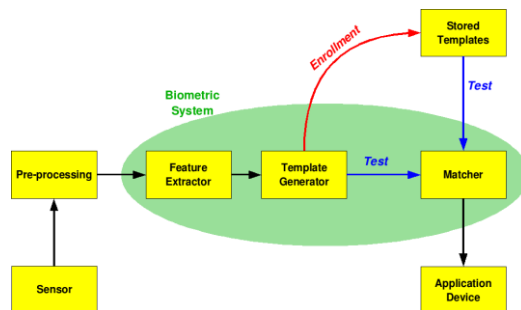 Stored
Templates
Enrollment
Test
Biometric
System
Pre-processing
Feature
Extractor
Template
Generator
Test
Matcher
Sensor
Application
Device